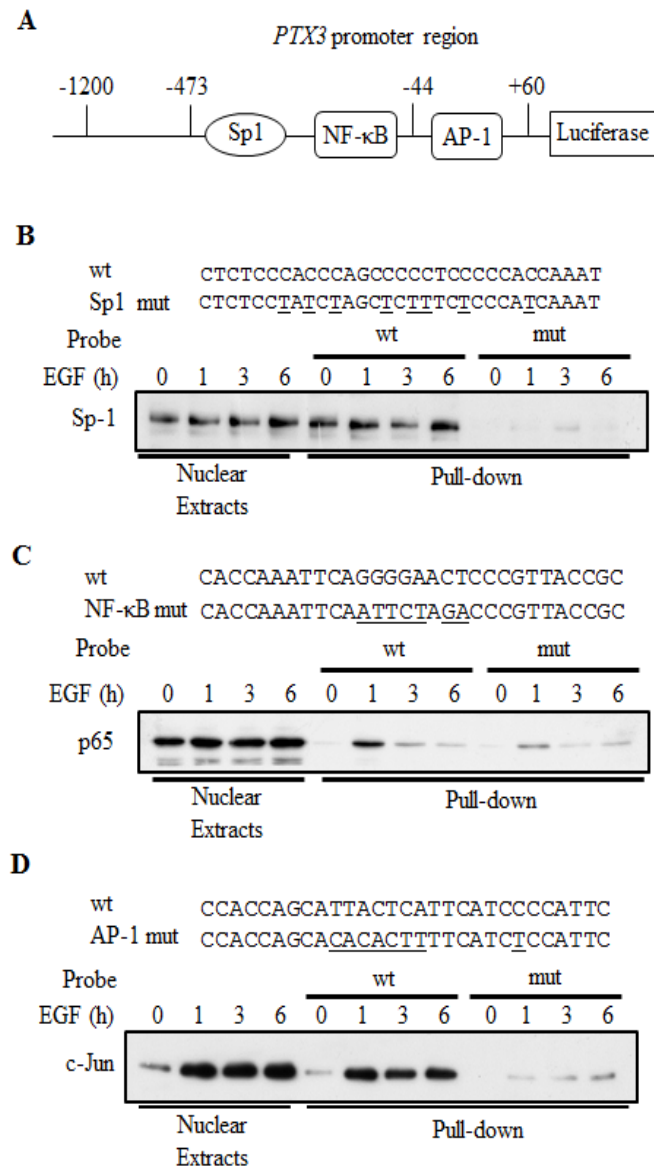 A
PTX3 promoter region
-1200 -473 -44 +60
Sp1 NF-κB AP-1 Luciferase
B
wt CTCTCCCACCCAGCCCCCTCCCCCACCAAAT
Sp1 mut CTCTCCTATCTAGCTCTTTCTCCCATCAAAT
Probe wt mut
EGF (h) 0 1 3 6 0 1 3 6 0 1 3 6
Sp-1
Nuclear Extracts Pull-down
C
wt CACCAAATTCAGGGGAACTCCCGTTACCGC
NF-κB mut CACCAAATTCAATTCTAGACCCGTTACCGC
Probe wt mut
EGF (h) 0 1 3 6 0 1 3 6 0 1 3 6
p65
Nuclear Extracts Pull-down
D
wt CCACCAGCATTACTCATTCATCCCCATTC
AP-1 mut CCACCAGCACACACTTTTCATCTCCATTC
Probe wt mut
EGF (h) 0 1 3 6 0 1 3 6 0 1 3 6
c-Jun
Nuclear Extracts Pull-down